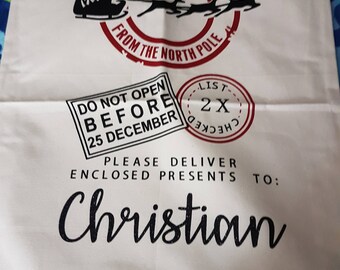 FROM THE NORTH POLE
DO NOT OPEN
BEFORE
25 DECEMBER
LIST
2X
CHECKED
PLEASE DELIVER
ENCLOSED PRESENTS TO:
Christian